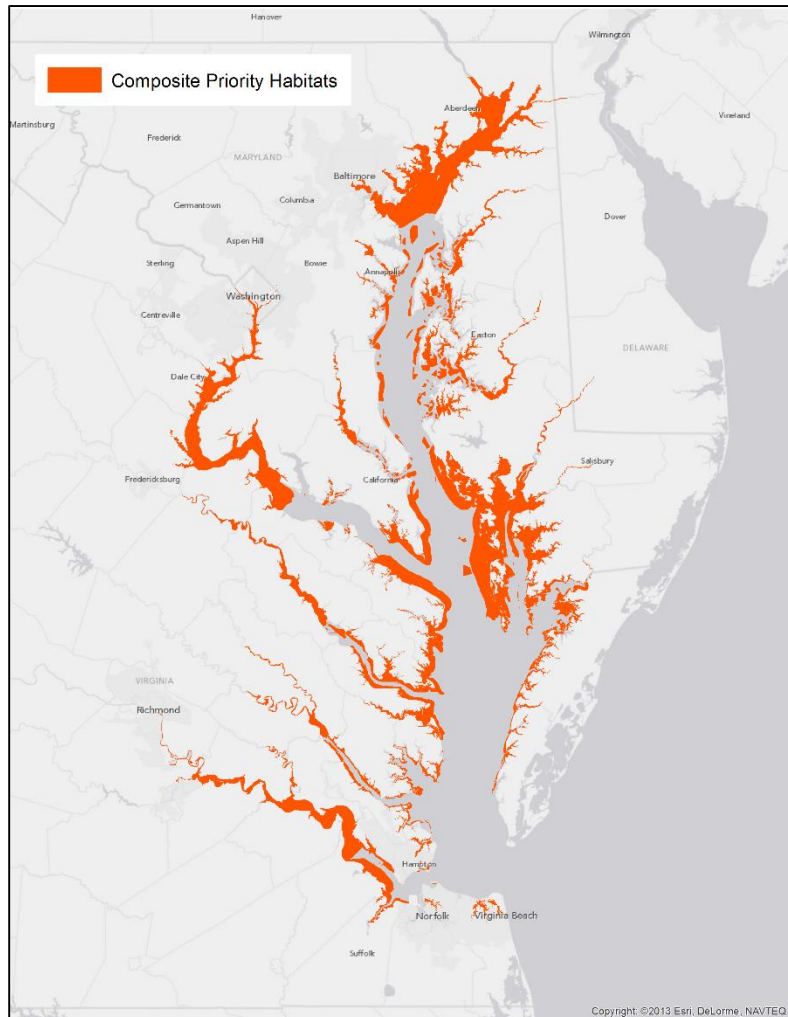 Hanover
Wilmington
Composite Priority Habitats
Aberdeen
Vineland
Martinsburg
Frederick
MARYLAND
Baltimore
Germantown
Columbia
Dover
Aspen Hill
Sterling
Bowie
Annapolis
Washington
Centreville
Easton
DELAWARE
Dale City
Salisbury
California
Fredericksburg
VIRGINIA
Richmond
Hampton
Norfolk
Virginia Beach
Suffolk
Copyright: ©2013 Esri, DeLorme, NAVTEQ